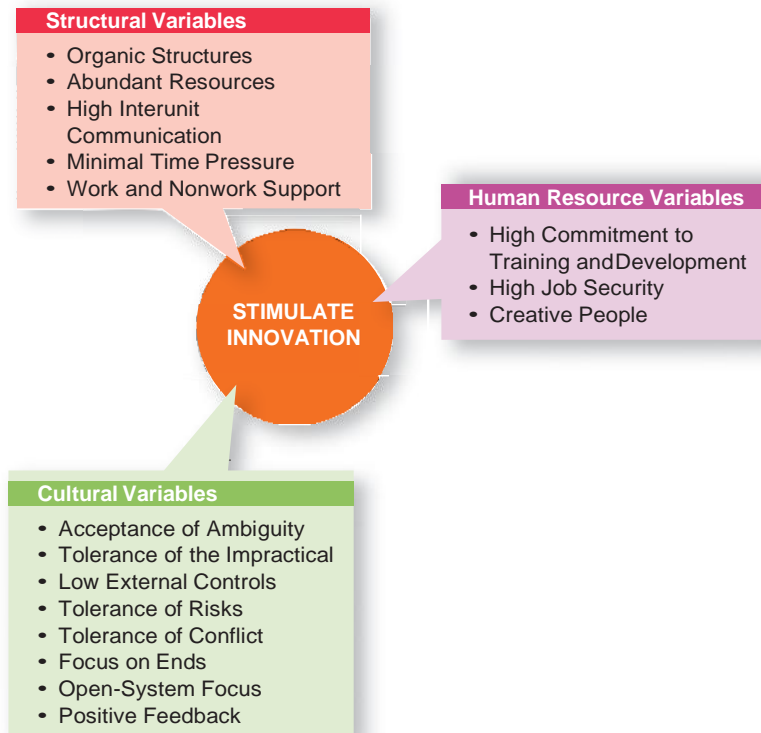 Structural Variables
• Organic Structures
• Abundant Resources
• High Interunit
Communication
• Minimal Time Pressure
• Work and Nonwork Support
Human Resource Variables
• High Commitment to
Training andDevelopment
• High Job Security
• Creative People
STIMULATE
INNOVATION
Cultural Variables
• Acceptance of Ambiguity
• Tolerance of the Impractical
• Low External Controls
• Tolerance of Risks
• Tolerance of Conflict
• Focus on Ends
• Open-System Focus
• Positive Feedback